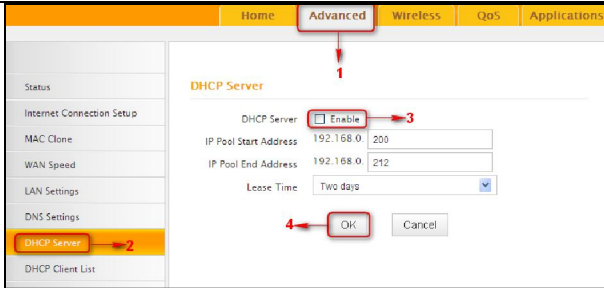 Home Advanced Wireless QoS Applications
1
Status
Internet Connection Setup
MAC Clone
WAN Speed
LAN Settings
DNS Settings
DHCP Server 2
DHCP Client List
DHCP Server
DHCP Server Enable 3
IP Pool Start Address 192.168.0. 200
IP Pool End Address 192.168.0. 212
Lease Time Two days
4 OK Cancel